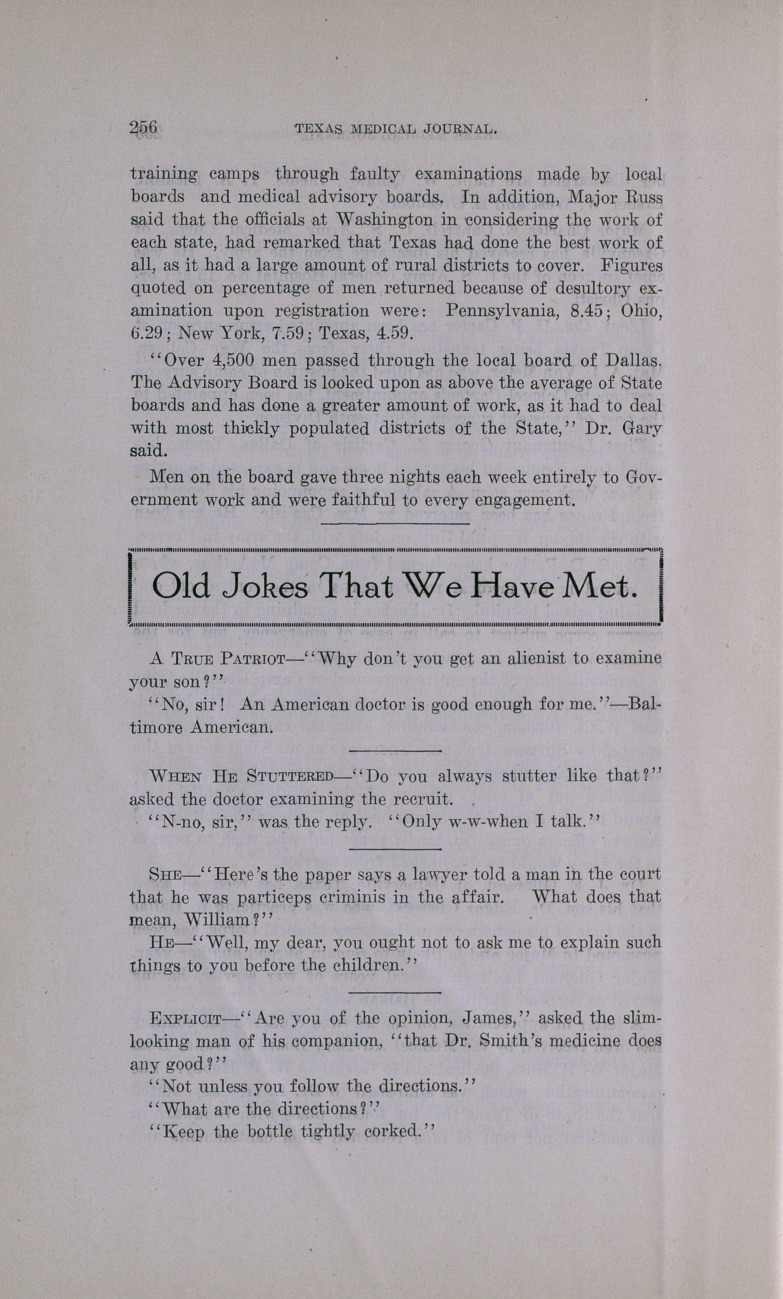 256 TEXAS MEDICAL JOURNAL.
training camps through faulty examinations made by local
boards and medical advisory boards. In addition, Major Russ
said that the officials at Washington in considering the work of
each state, had remarked that Texas had done the best work of
all, as it had a large amount of rural districts to cover. Figures
quoted on percentage of men returned because of desultory ex-
amination upon registration were: Pennsylvania, 8.45; Ohio,
6.29; New York, 7.59; Texas, 4.59.
"Over 4,500 men passed through the local board of Dallas.
The Advisory Board is looked upon as above the average of State
boards and has done a greater amount of work, as it had to deal
with most thickly populated districts of the State," Dr. Gary
said.
Men on the board gave three nights each week entirely to Gov-
ernment work and were faithful to every engagement.
Old Jokes That We Have Met.
A TRUE PATRIOT—"Why don't you get an alienist to examine
your son?"
"No, sir! An American doctor is good enough for me."—Bal-
timore American.
WHEN HE STUTTERED—"Do you always stutter like that?"
asked the doctor examining the recruit.
"N-no, sir," was the reply. "Only w-w-when I talk."
SHE—"Here's the paper says a lawyer told a man in the court
that he was particeps criminis in the affair. What does that
mean, William?"
HE—"Well, my dear, you ought not to ask me to explain such
things to you before the children."
EXPLICIT—"Are you of the opinion, James," asked the slim-
looking man of his companion, "that Dr. Smith's medicine does
any good?"
"Not unless you follow the directions."
"What are the directions?"
"Keep the bottle tightly corked."